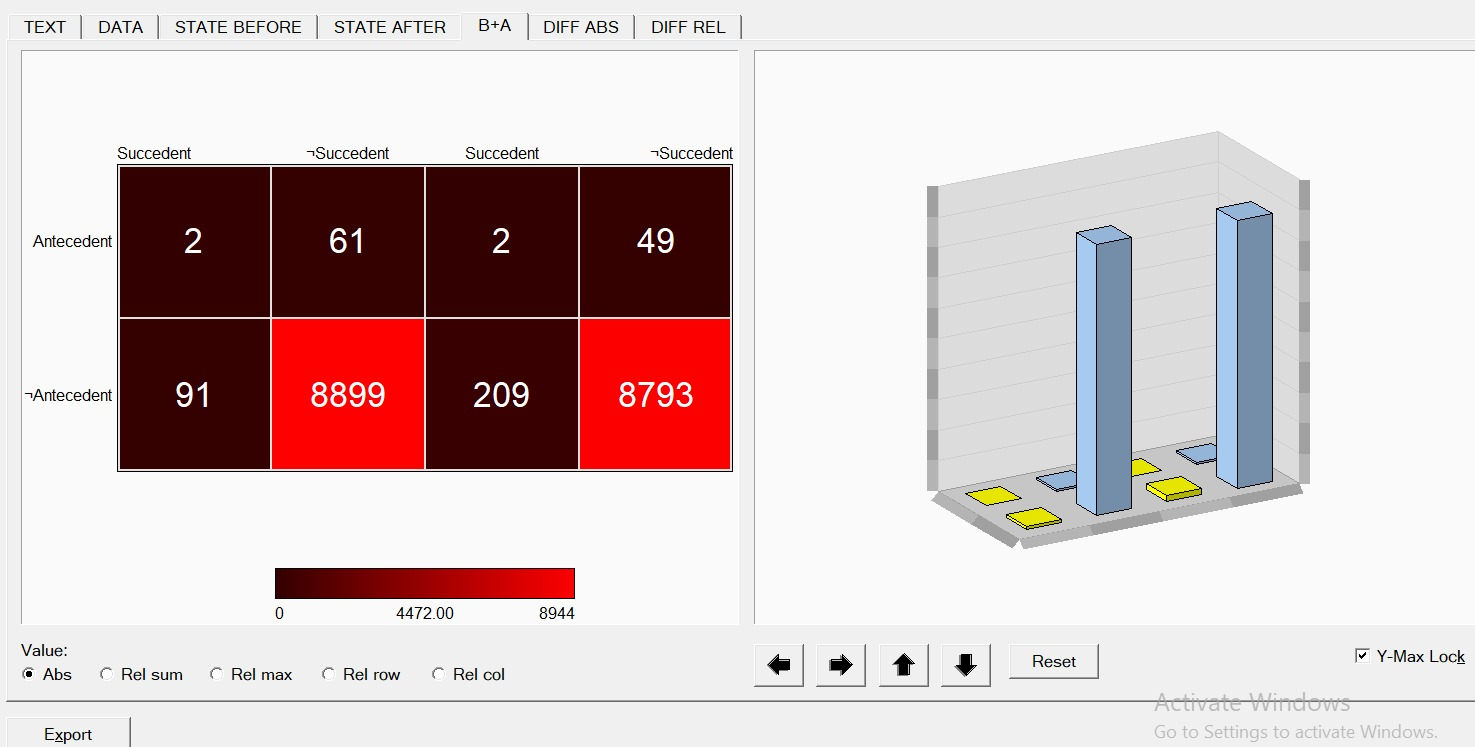 TEXT DATA STATE BEFORE STATE AFTER B+A DIFF ABS DIFF REL
Succedent ¬Succedent Succedent ¬Succedent
Antecedent 2 61 2 49
¬Antecedent 91 8899 209 8793
0 4472.00 8944
Value:
Abs Rel sum Rel max Rel row Rel col
Reset
Y-Max Lock
Activate Windows
Go to Settings to activate Windows.
Export